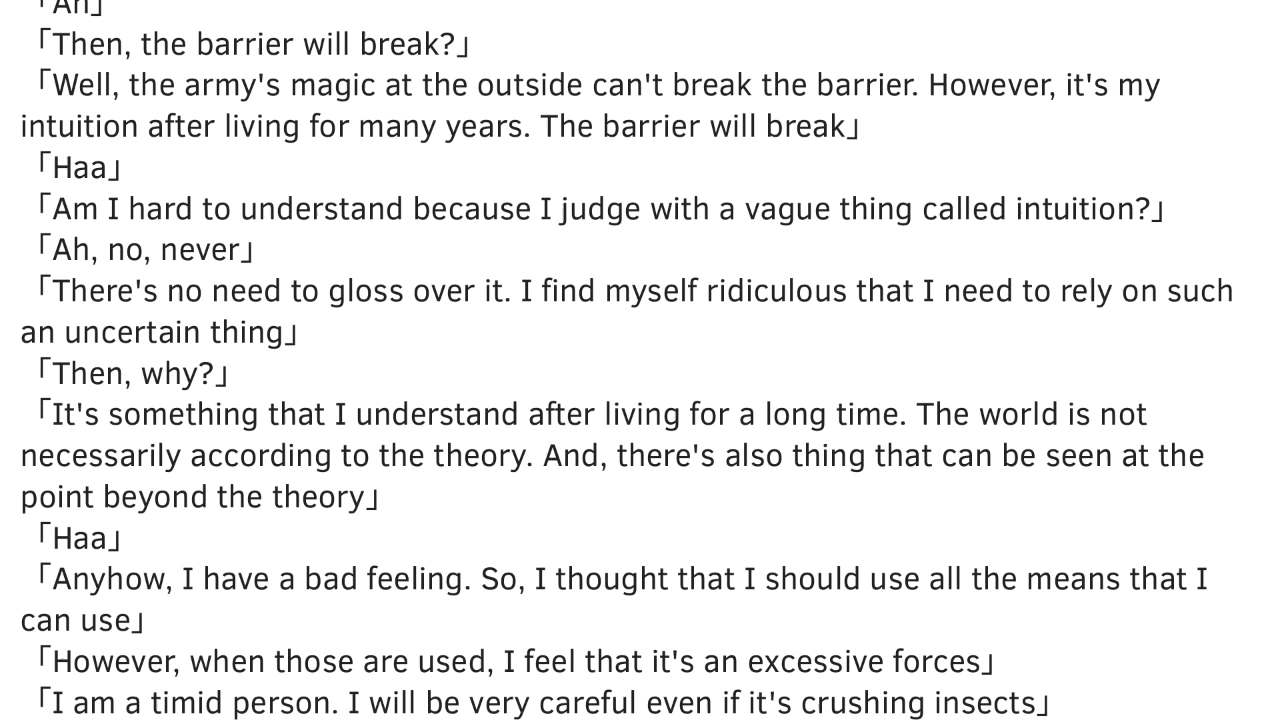 「Ah」
「Then, the barrier will break?」
「Well, the army's magic at the outside can't break the barrier. However, it's my
intuition after living for many years. The barrier will break」
「Haa」
「Am I hard to understand because I judge with a vague thing called intuition?」
「Ah, no, never」
「There's no need to gloss over it. I find myself ridiculous that I need to rely on such
an uncertain thing」
「Then, why?」
「It's something that I understand after living for a long time. The world is not
necessarily according to the theory. And, there's also thing that can be seen at the
point beyond the theory」
「Haa」
「Anyhow, I have a bad feeling. So, I thought that I should use all the means that I
can use」
「However, when those are used, I feel that it's an excessive forces」
「I am a timid person. I will be very careful even if it's crushing insects」